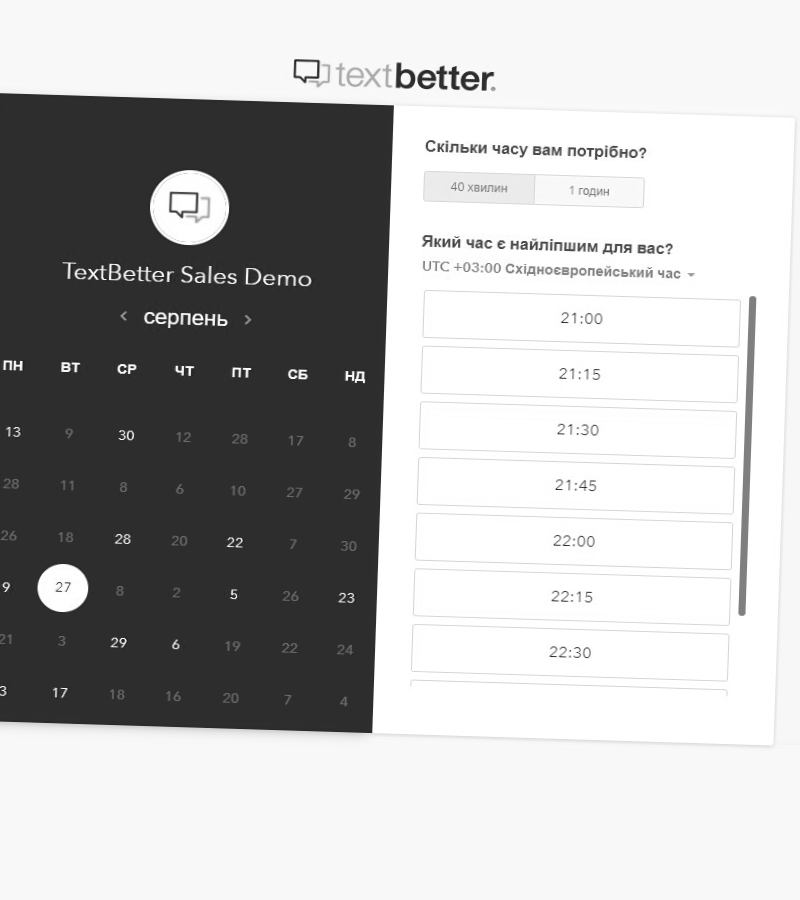 textbetter.
TextBetter Sales Demo
серпень
ПН ВТ СР ЧТ ПТ СБ НД
13 9 30 12 28 17 8
28 11 8 6 10 27 29
26 18 28 20 22 7 30
9 27 8 2 5 26 23
21 3 29 6 19 22 24
3 17 18 16 20 7 4
Скільки часу вам потрібно?
40 хвилин 1 годин
Який час є найліпшим для вас?
UTC +03:00 Східноєвропейський час
21:00
21:15
21:30
21:45
22:00
22:15
22:30